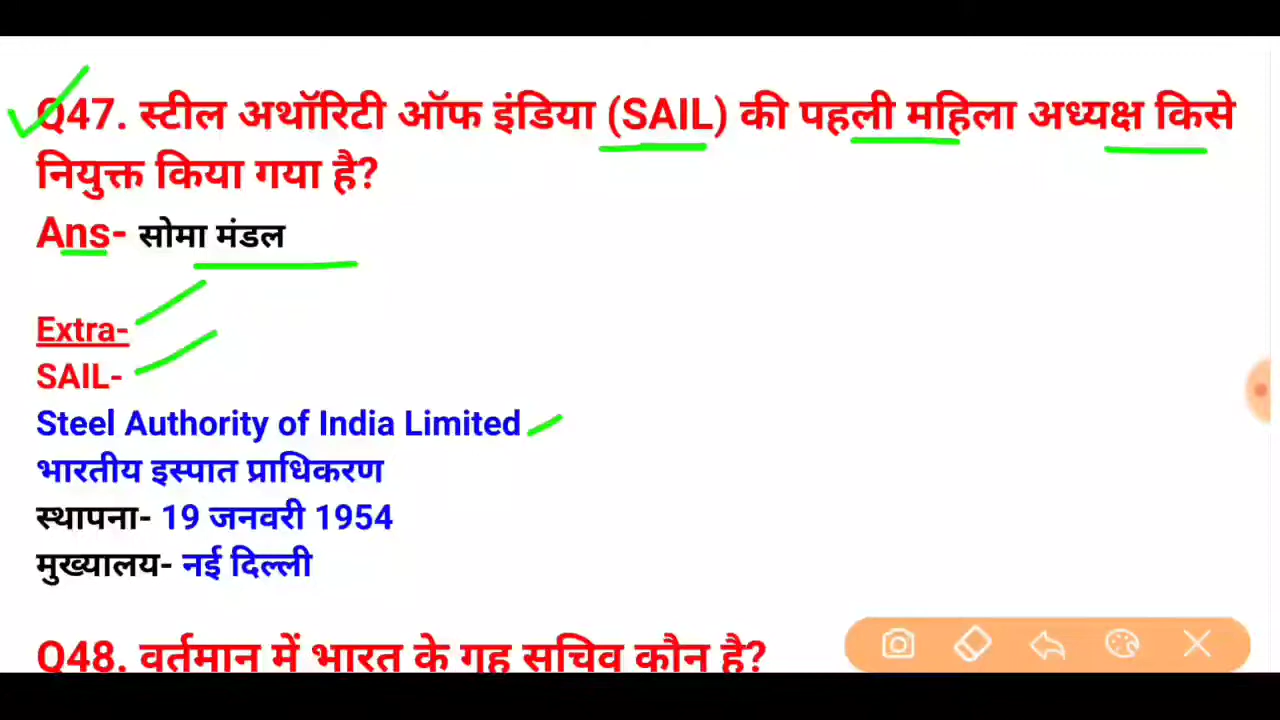 Q47. स्टील अथॉरिटी ऑफ इंडिया (SAIL) की पहली महिला अध्यक्ष किसे
नियुक्त किया गया है?
Ans- सोमा मंडल
Extra-
SAIL-
Steel Authority of India Limited
भारतीय इस्पात प्राधिकरण
स्थापना- 19 जनवरी 1954
मुख्यालय- नई दिल्ली
Q48. वर्तमान में भारत के गृह सचिव कौन है?